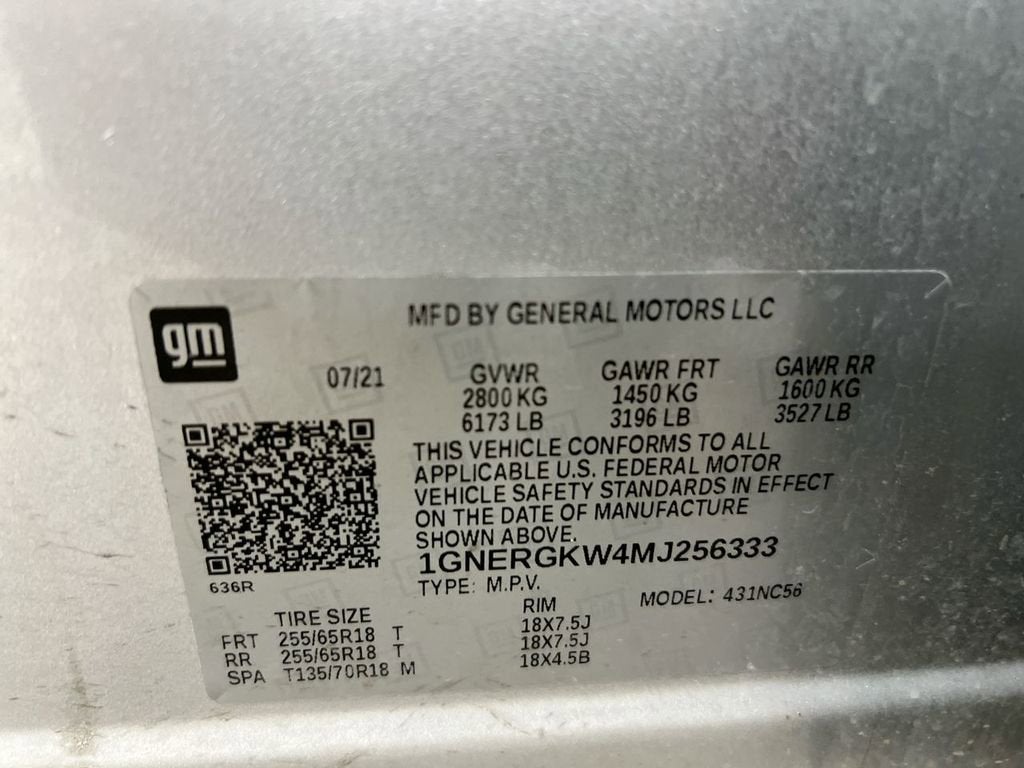 gm
MFD BY GENERAL MOTORS LLC
07/21
GVWR GAWR FRT GAWR RR
2800 KG 1450 KG 1600 KG
6173 LB 3196 LB 3527 LB
THIS VEHICLE CONFORMS TO ALL
APPLICABLE U.S. FEDERAL MOTOR
VEHICLE SAFETY STANDARDS IN EFFECT
ON THE DATE OF MANUFACTURE
SHOWN ABOVE.
1GNERGKW4MJ256333
636R
TYPE: M.P.V. MODEL: 431NC56
TIRE SIZE RIM
FRT 255/65R18 T 18X7.5J
RR 255/65R18 T 18X7.5J
SPA T135/70R18 M 18X4.5B